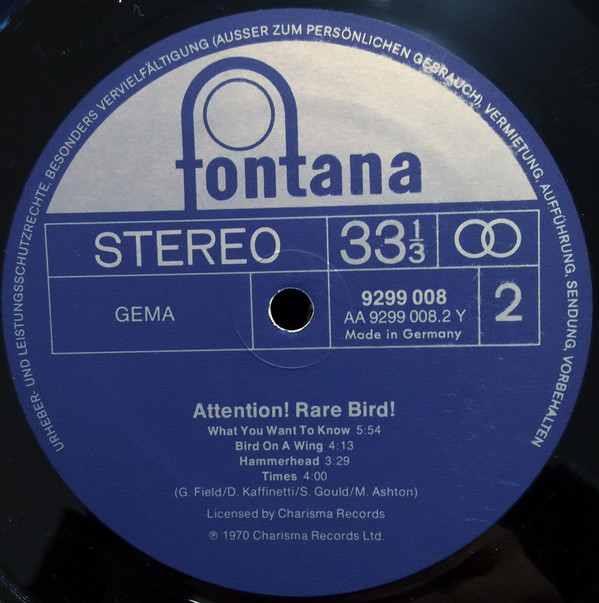 URHEBER- UND LEISTUNGSSCHUTZRECHTE, BESONDERS VERVIELFÄLTIGUNG (AUSSER ZUM PERSÖNLICHEN GEBRAUCH), VERMIETUNG, AUFFÜHRUNG, SENDUNG, VORBEHALTEN
fontana
STEREO 33 1/3
GEMA
9299 008
AA 9299 008.2 Y
Made in Germany
2
Attention! Rare Bird!
What You Want To Know 5:54
Bird On A Wing 4:13
Hammerhead 3:29
Times 4:00
(G. Field/D. Kaffinetti/S. Gould/M. Ashton)
Licensed by Charisma Records
℗ 1970 Charisma Records Ltd.